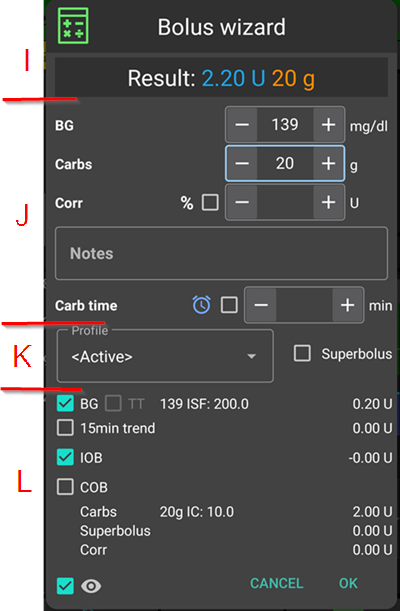 Bolus wizard
I
Result: 2.20 U 20 g
BG − 139 + mg/dl
Carbs − 20 + g
J
Corr % − + U
Notes
Carb time − + min
Profile
K
<Active> Superbolus
BG TT 139 ISF: 200.0 0.20 U
15min trend 0.00 U
IOB -0.00 U
L
COB
Carbs 20g IC: 10.0 2.00 U
Superbolus 0.00 U
Corr 0.00 U
CANCEL OK